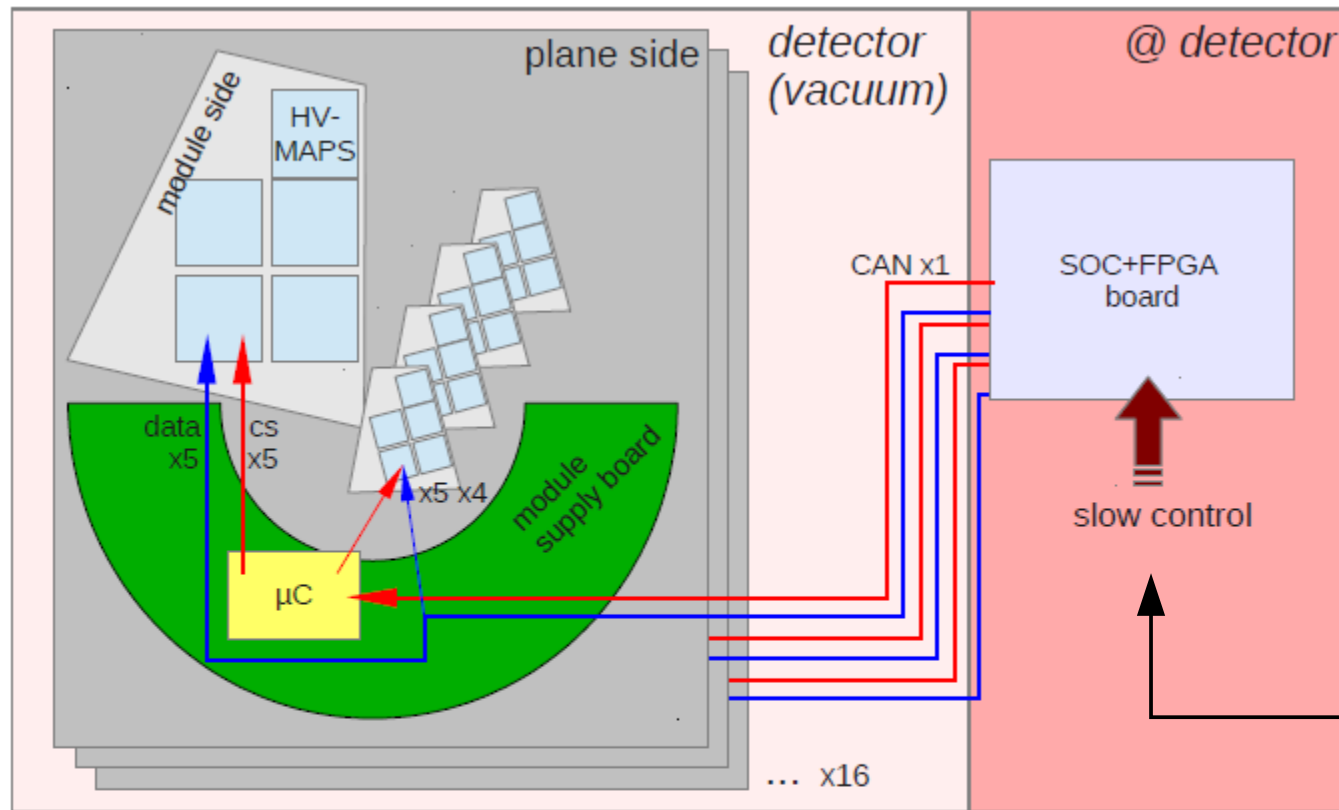 plane side
detector
(vacuum)
@ detector
module side
HV-
MAPS
CAN x1
SOC+FPGA
board
data
x5
cs
x5
x5 x4
module
supply board
slow control
µC
... x16